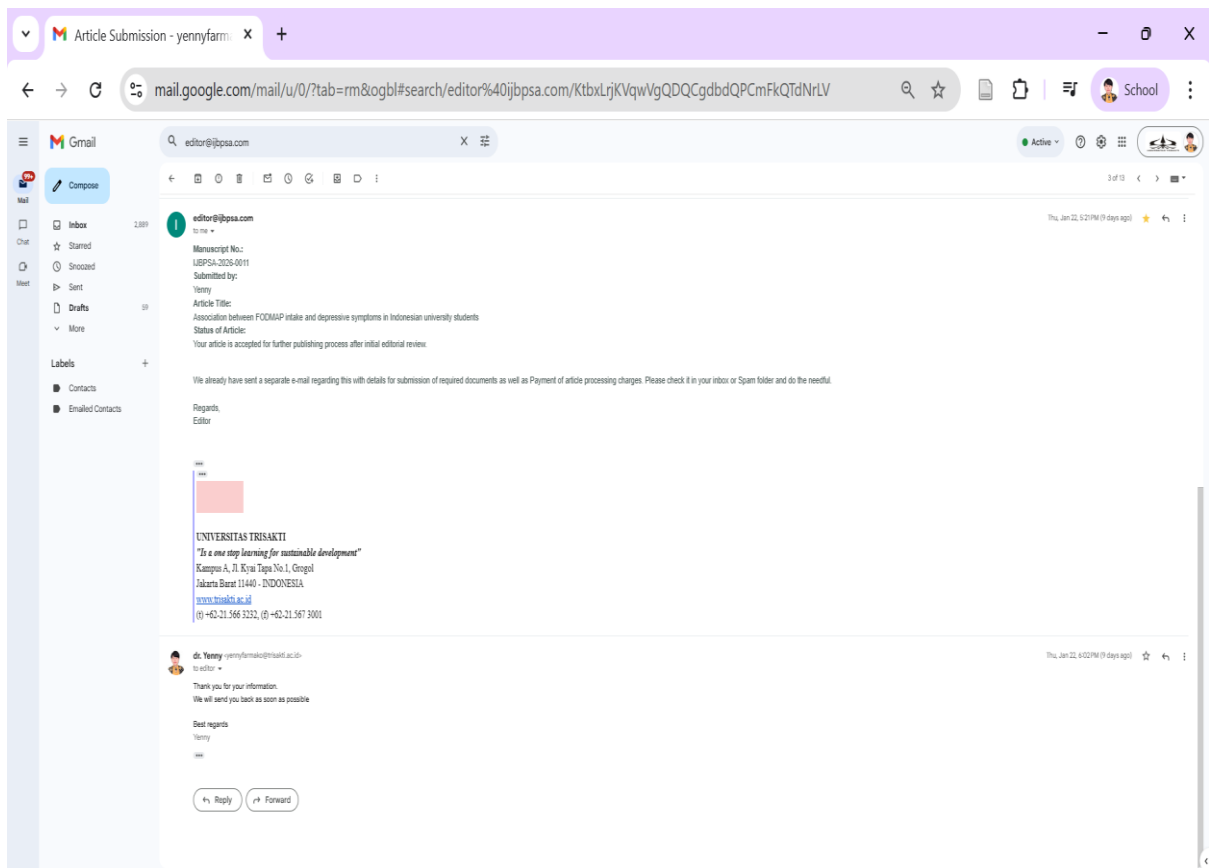 Article Submission - yennyfarm
mail.google.com/mail/u/0/?tab=rm&ogbl#search/editor%40ijbpsa.com/KtbxLrjKVqwVgQDQCgdbdQPCmFkQTdNrLV
School
Gmail
editor@ijbpsa.com
Active
99+
Mail
Compose
3 of 13
Chat
Meet
Inbox 2,889
Starred
Snoozed
Sent
Drafts 59
More
Labels
Contacts
Emailed Contacts
I
editor@ijbpsa.com
Thu, Jan 22, 5:21 PM (9 days ago)
to me
Manuscript No.:
IJBPSA-2026-0011
Submitted by:
Yenny
Article Title:
Association between FODMAP intake and depressive symptoms in Indonesian university students
Status of Article:
Your article is accepted for further publishing process after initial editorial review.
We already have sent a separate e-mail regarding this with details for submission of required documents as well as Payment of article processing charges. Please check it in your inbox or Spam folder and do the needful.
Regards,
Editor
UNIVERSITAS TRISAKTI
"Is a one stop learning for sustainable development"
Kampus A, Jl. Kyai Tapa No.1, Grogol
Jakarta Barat 11440 - INDONESIA
www.trisakti.ac.id
(t) +62-21.566 3232, (f) +62-21.567 3001
dr. Yenny <yennyfarmako@trisakti.ac.id>
Thu, Jan 22, 6:02 PM (9 days ago)
to editor
Thank you for your information.
We will send you back as soon as possible
Best regards
Yenny
Reply
Forward